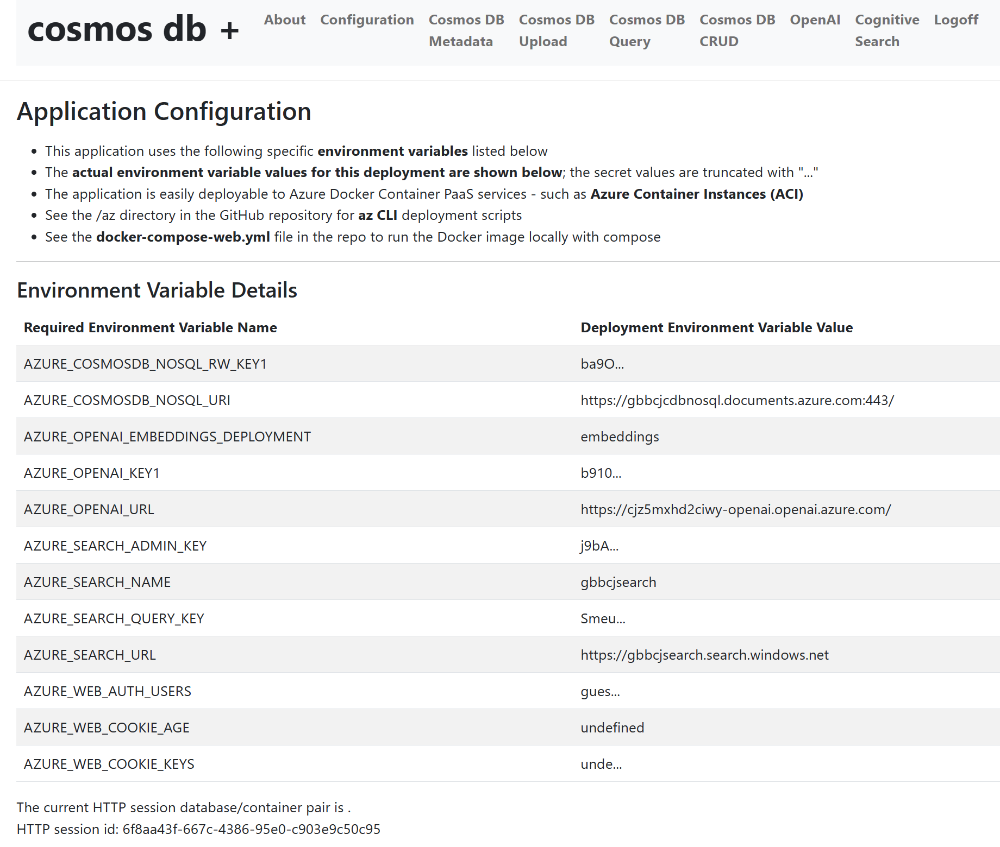 cosmos db +
About Configuration Cosmos DB Metadata Cosmos DB Upload Cosmos DB Query Cosmos DB CRUD OpenAI Cognitive Search Logoff
Application Configuration
• This application uses the following specific environment variables listed below
• The actual environment variable values for this deployment are shown below; the secret values are truncated with "..."
• The application is easily deployable to Azure Docker Container PaaS services - such as Azure Container Instances (ACI)
• See the /az directory in the GitHub repository for az CLI deployment scripts
• See the docker-compose-web.yml file in the repo to run the Docker image locally with compose
Environment Variable Details
Required Environment Variable Name Deployment Environment Variable Value
AZURE_COSMOSDB_NOSQL_RW_KEY1 ba9O...
AZURE_COSMOSDB_NOSQL_URI https://gbbcjcdbnosql.documents.azure.com:443/
AZURE_OPENAI_EMBEDDINGS_DEPLOYMENT embeddings
AZURE_OPENAI_KEY1 b910...
AZURE_OPENAI_URL https://cjz5mxhd2ciwy-openai.openai.azure.com/
AZURE_SEARCH_ADMIN_KEY j9bA...
AZURE_SEARCH_NAME gbbcjsearch
AZURE_SEARCH_QUERY_KEY Smeu...
AZURE_SEARCH_URL https://gbbcjsearch.search.windows.net
AZURE_WEB_AUTH_USERS gues...
AZURE_WEB_COOKIE_AGE undefined
AZURE_WEB_COOKIE_KEYS unde...
The current HTTP session database/container pair is .
HTTP session id: 6f8aa43f-667c-4386-95e0-c903e9c50c95